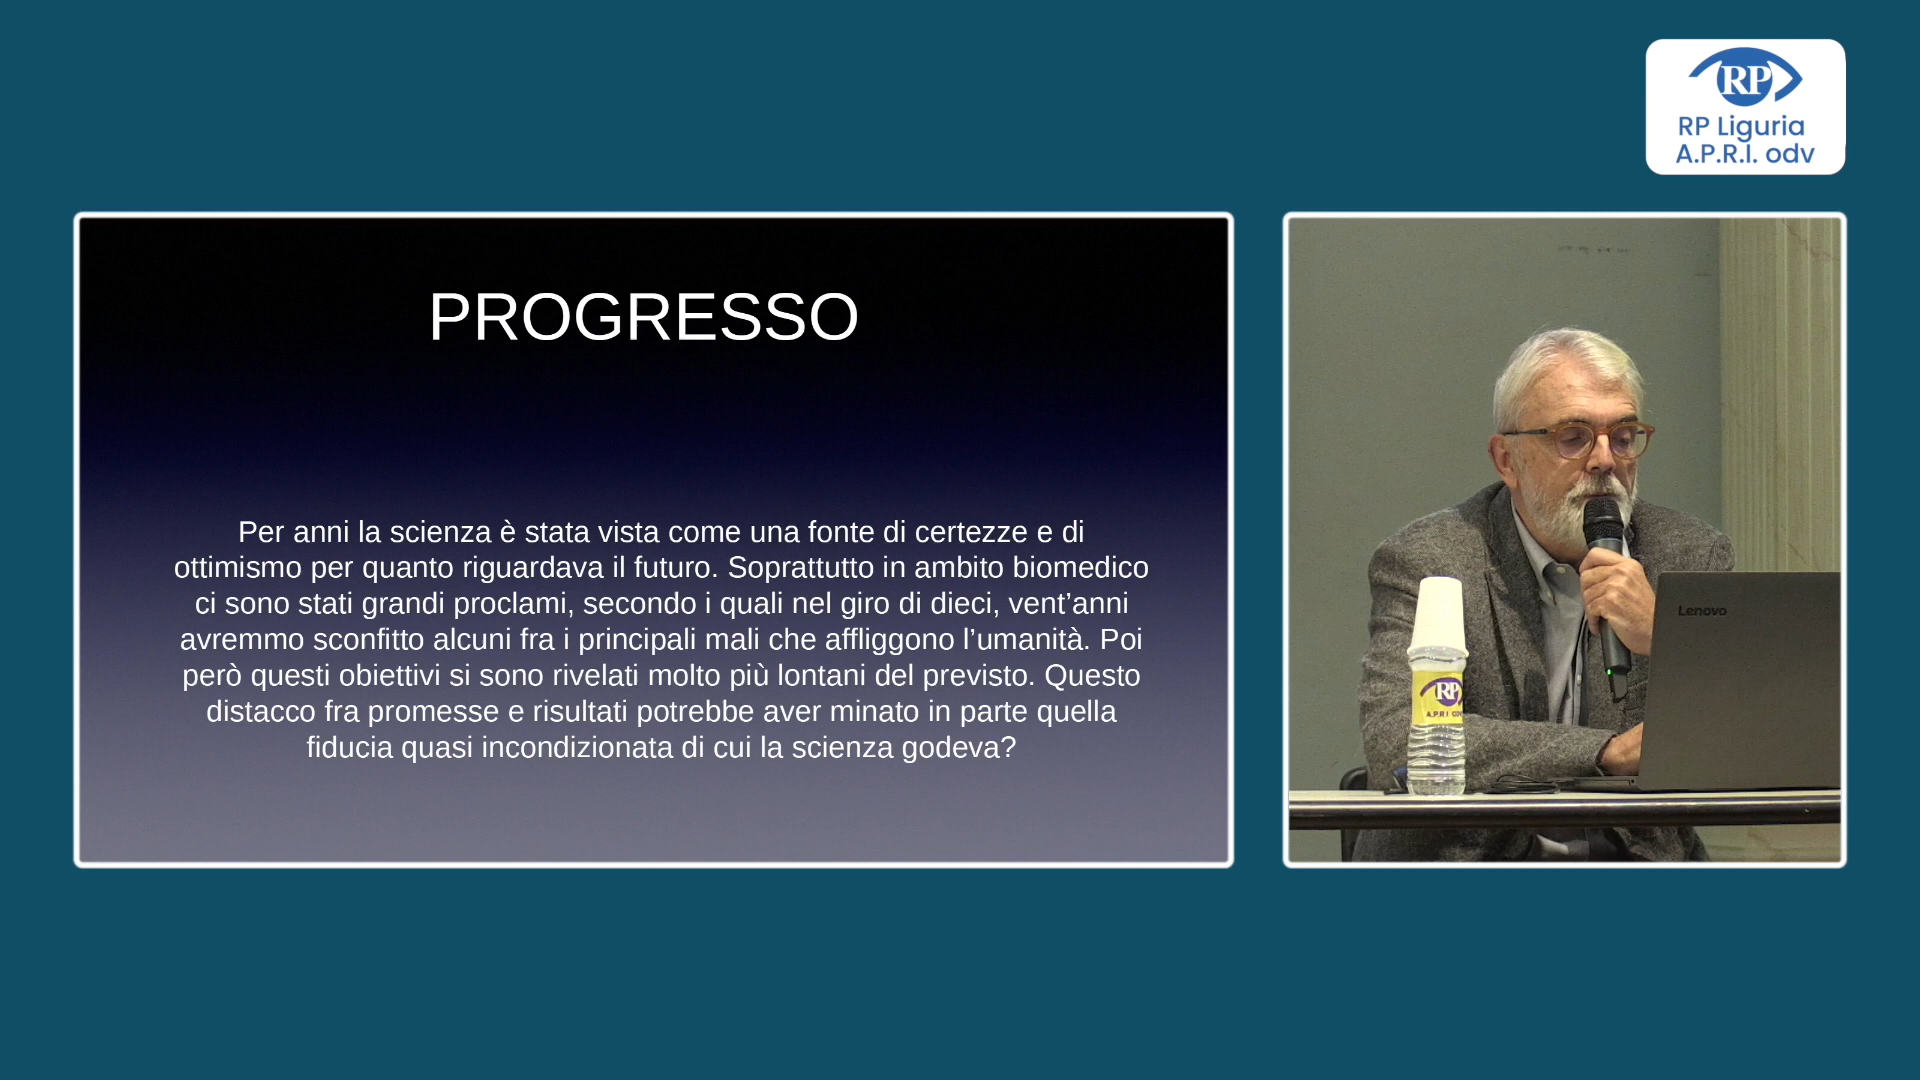 RP
RP Liguria
A.P.R.I. odv
PROGRESSO
Per anni la scienza è stata vista come una fonte di certezze e di
ottimismo per quanto riguardava il futuro. Soprattutto in ambito biomedico
ci sono stati grandi proclami, secondo i quali nel giro di dieci, vent’anni
avremmo sconfitto alcuni fra i principali mali che affliggono l’umanità. Poi
però questi obiettivi si sono rivelati molto più lontani del previsto. Questo
distacco fra promesse e risultati potrebbe aver minato in parte quella
fiducia quasi incondizionata di cui la scienza godeva?
Lenovo
RP
A.P.R.I.